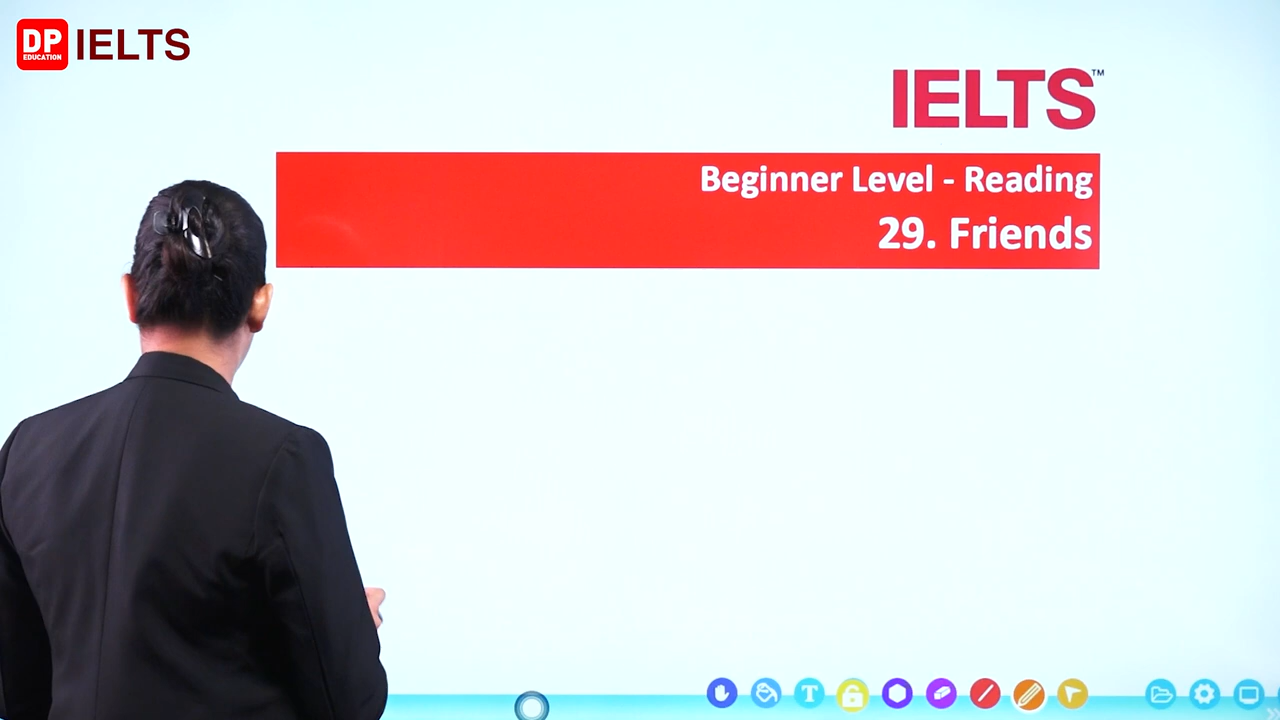 DP
EDUCATION
IELTS
IELTS™
Beginner Level - Reading
29. Friends
T